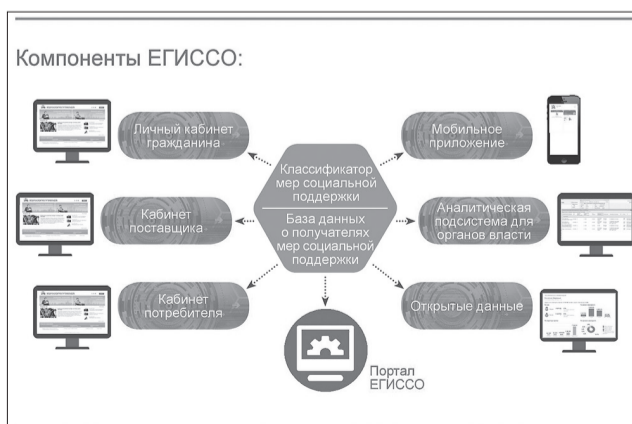 Компоненты ЕГИССО:
Личный кабинет
гражданина
Кабинет
поставщика
Кабинет
потребителя
Классификатор
мер социальной
поддержки
База данных
о получателях
мер социальной
поддержки
Мобильное
приложение
Аналитическая
подсистема для
органов власти
Открытые данные
Портал
ЕГИССО